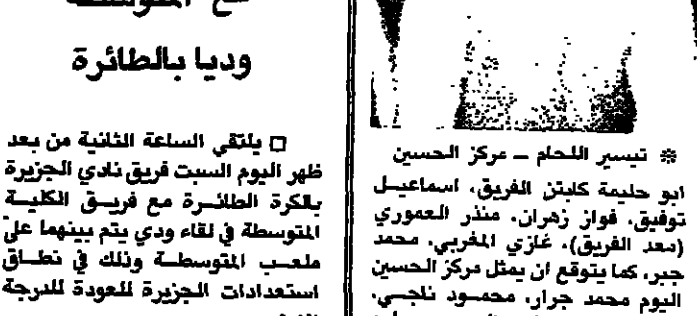 مع المتوسطة
وديا بالطائرة
□ يلتقي الساعة الثانية من بعد
ظهر اليوم السبت فريق نادي الجزيرة
بالكرة الطائرة مع فريق الكلية
المتوسطة في لقاء ودي يتم بينهما على
ملعب المتوسطة وذلك في نطاق
استعدادات الجزيرة للعودة للدرجة
※ تيسير اللحام – مركز الحسين
ابو حليمة كابتن الفريق، اسماعيل
توفيق، فواز زهران، منذر العموري
(معد الفريق)، غازي المغربي، محمد
جبر، كما يتوقع ان يمثل مركز الحسين
اليوم محمد جرار، محمود ناجي،